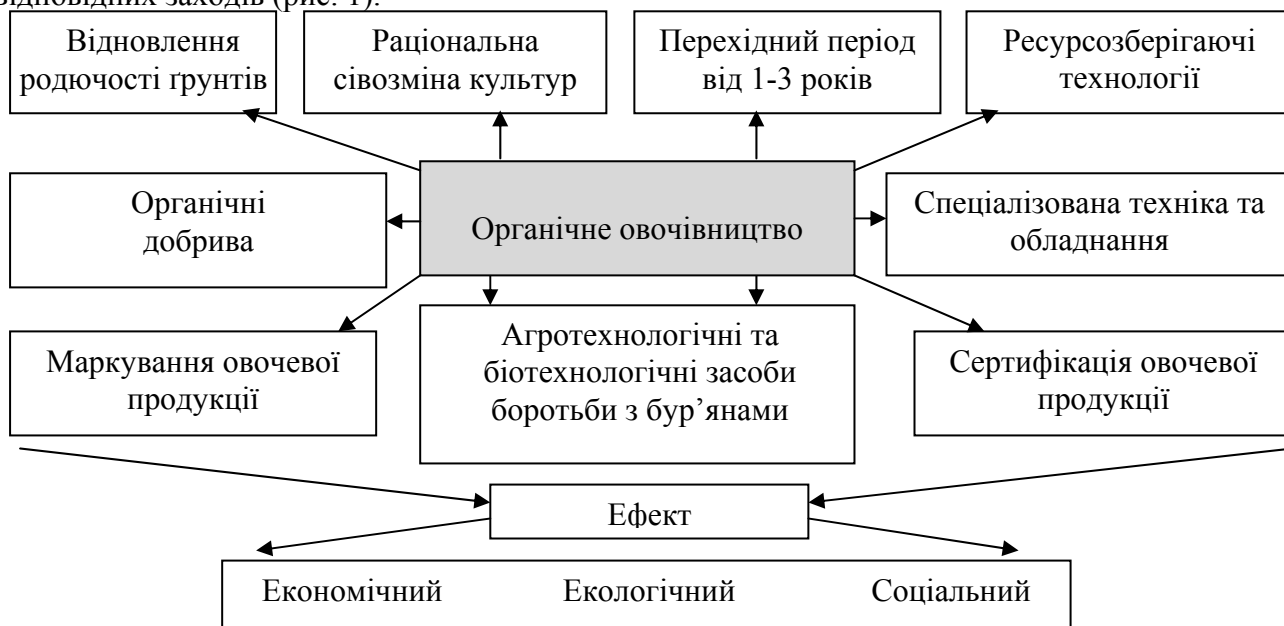 відповідних заходів (рис. 1).
Відновлення
родючості ґрунтів
Раціональна
сівозміна культур
Перехідний період
від 1-3 років
Ресурсозберігаючі
технології
Органічні
добрива
Органічне овочівництво
Спеціалізована техніка та
обладнання
Маркування овочевої
продукції
Агротехнологічні та
біотехнологічні засоби
боротьби з бур’янами
Сертифікація овочевої
продукції
Ефект
Економічний Екологічний Соціальний